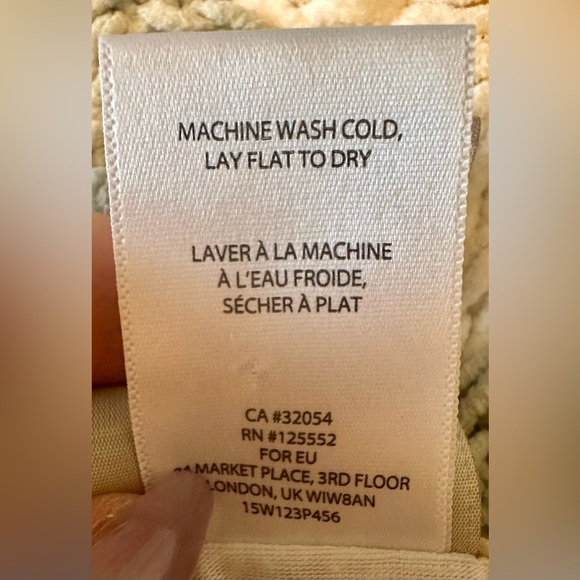 MACHINE WASH COLD,
LAY FLAT TO DRY
LAVER À LA MACHINE
À L'EAU FROIDE,
SÉCHER À PLAT
CA #32054
RN #125552
FOR EU
MARKET PLACE, 3RD FLOOR
LONDON, UK WIW8AN
15W123P456